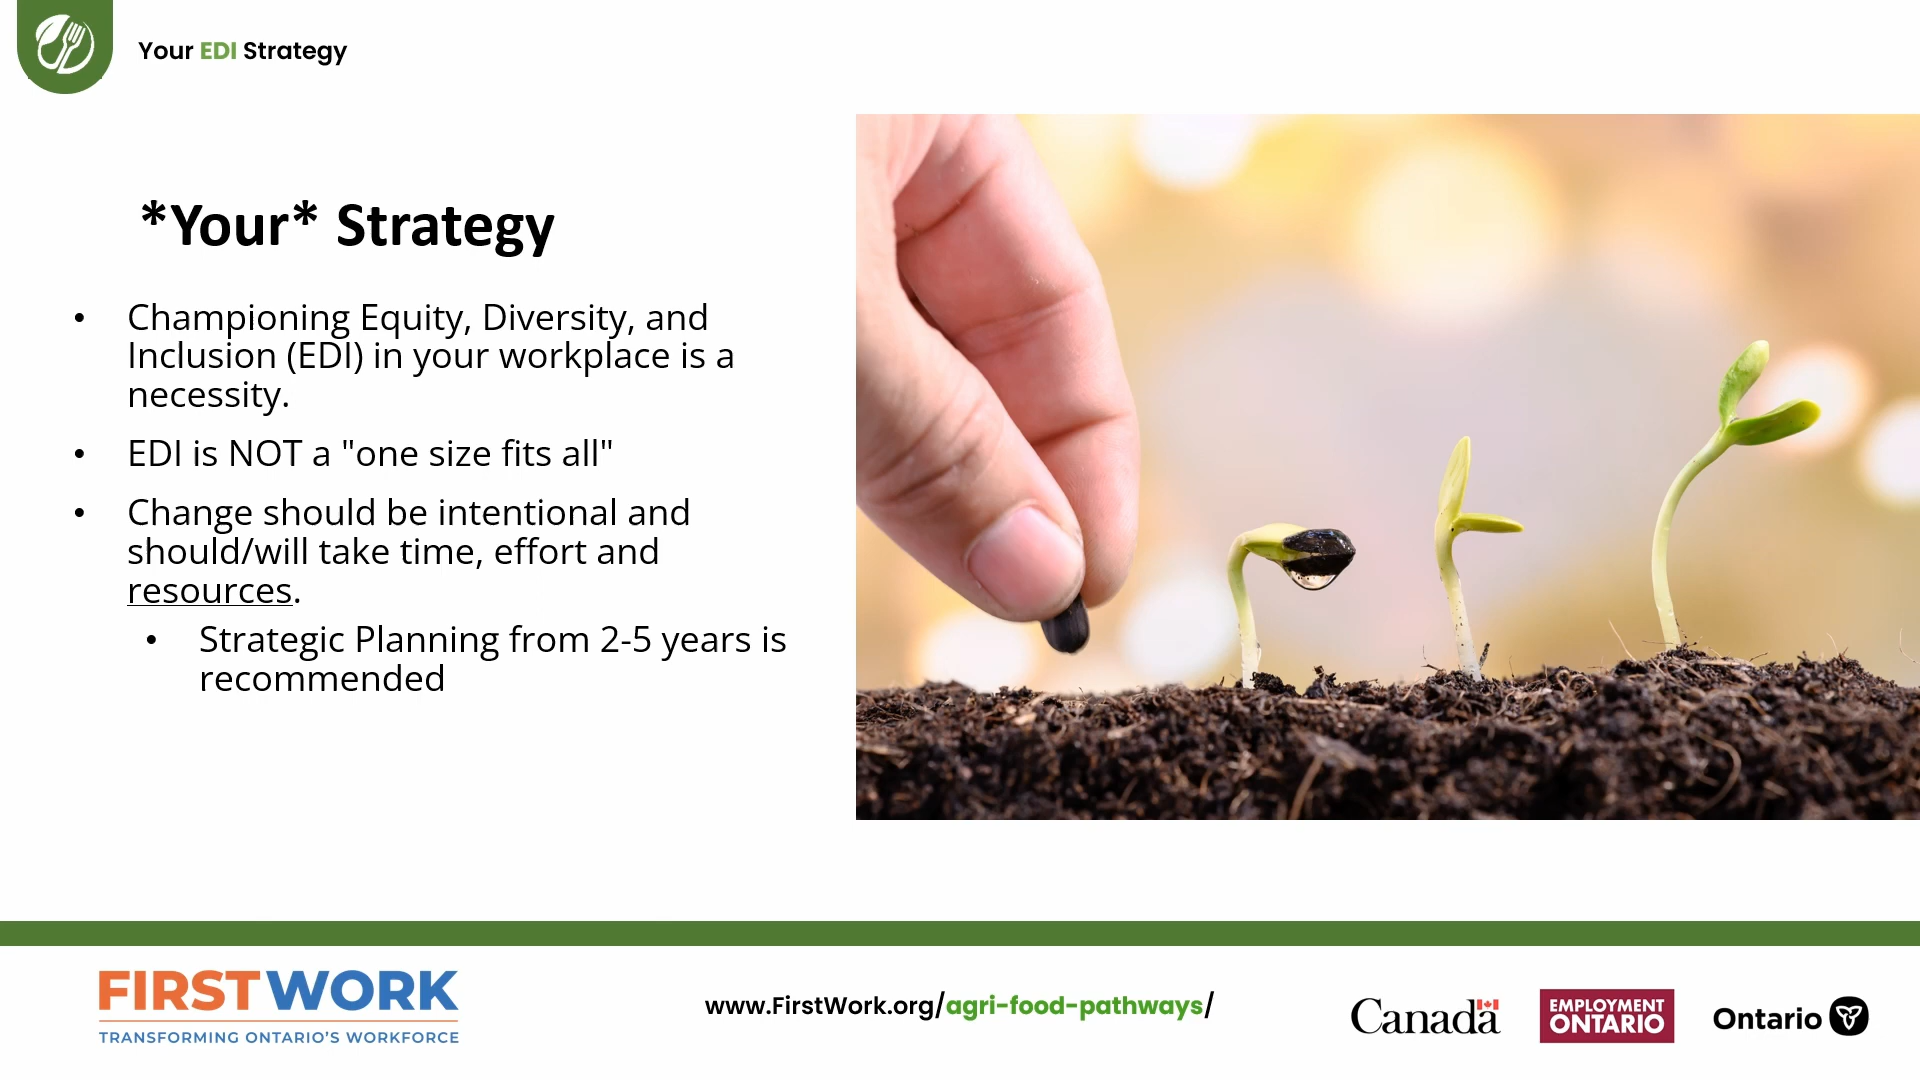 Your EDI Strategy
*Your* Strategy
• Championing Equity, Diversity, and
Inclusion (EDI) in your workplace is a
necessity.
• EDI is NOT a "one size fits all"
• Change should be intentional and
should/will take time, effort and
resources.
• Strategic Planning from 2-5 years is
recommended
FIRSTWORK
TRANSFORMING ONTARIO'S WORKFORCE
www.FirstWork.org/agri-food-pathways/
Canada
EMPLOYMENT
ONTARIO
Ontario